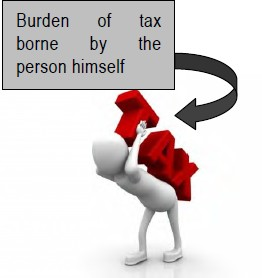 Burden of tax
borne by the
person himself
TAX